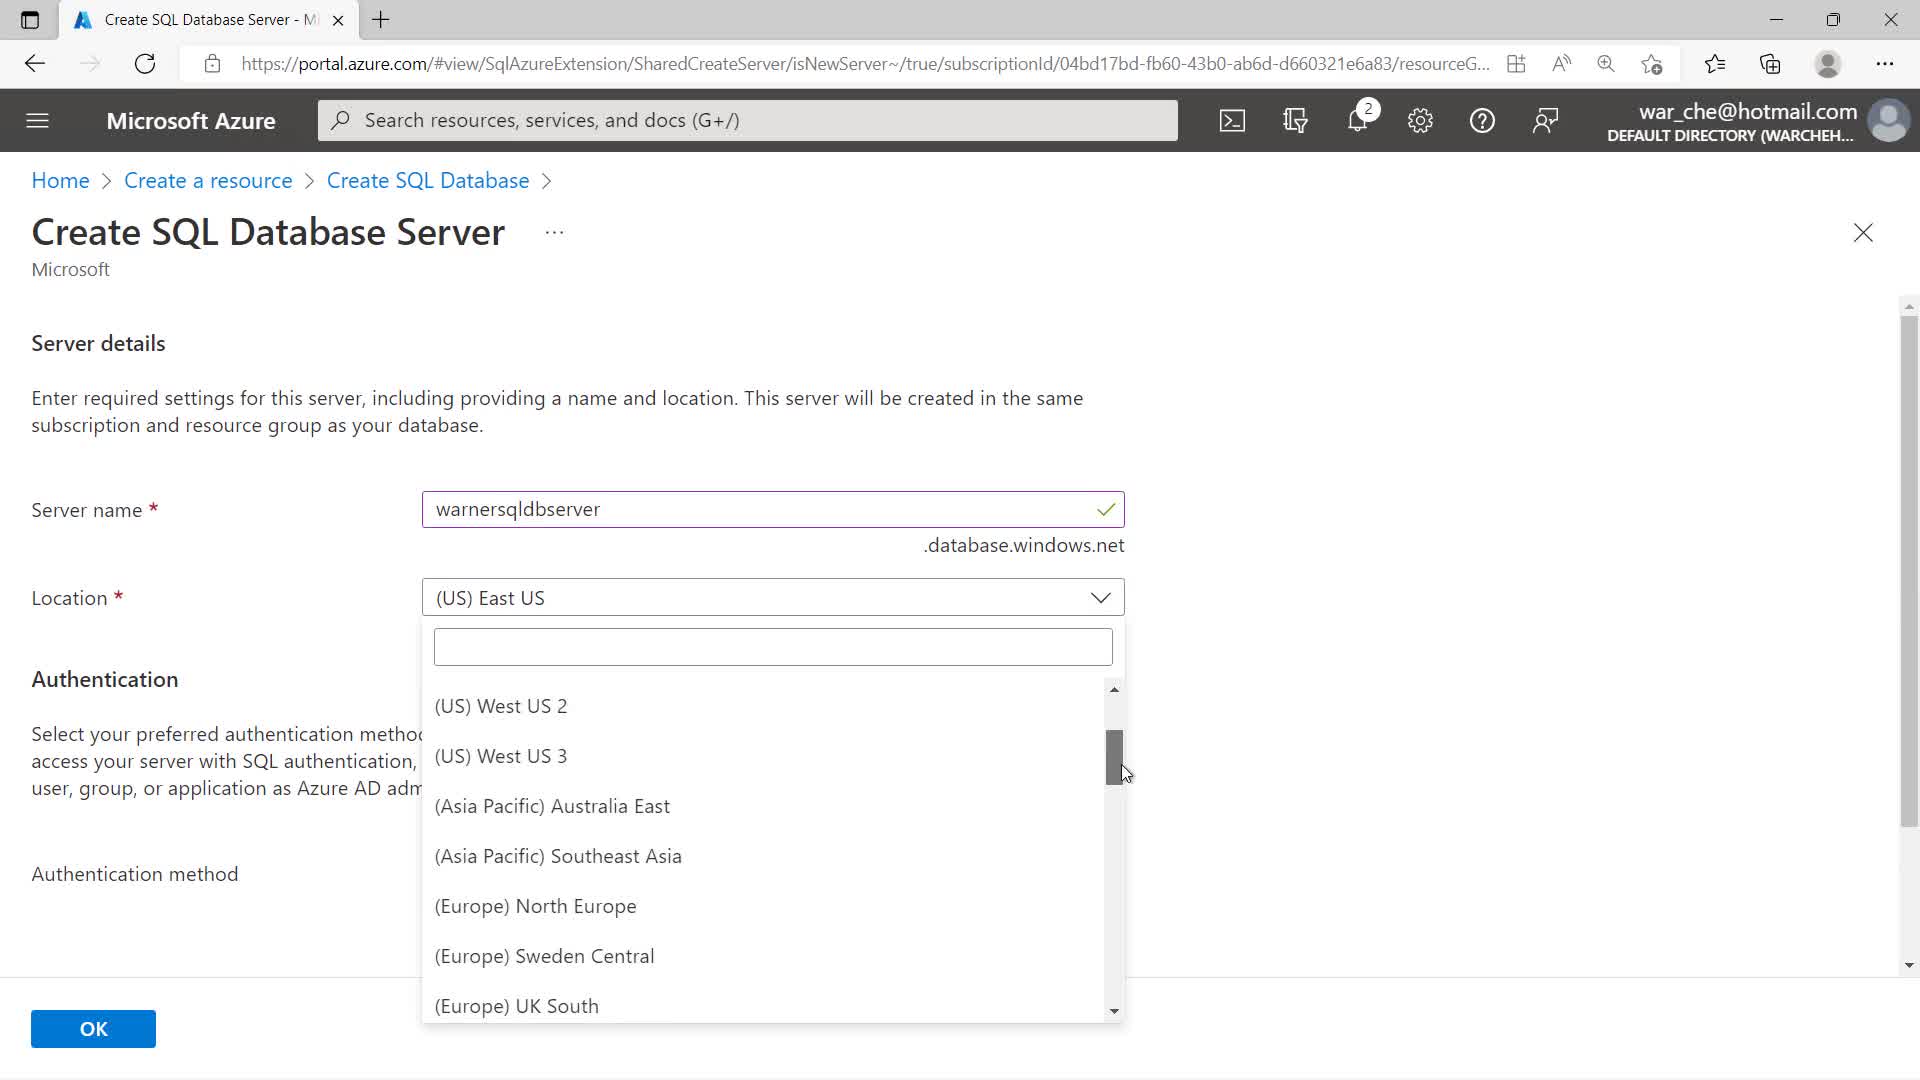 Create SQL Database Server - Mi
https://portal.azure.com/#view/SqlAzureExtension/SharedCreateServer/isNewServer~/true/subscriptionId/04bd17bd-fb60-43b0-ab6d-d660321e6a83/resourceG...
Microsoft Azure
Search resources, services, and docs (G+/)
2
war_che@hotmail.com
DEFAULT DIRECTORY (WARCHEH...
Home > Create a resource > Create SQL Database >
Create SQL Database Server ...
Microsoft
Server details
Enter required settings for this server, including providing a name and location. This server will be created in the same
subscription and resource group as your database.
Server name *
warnersqldbserver
.database.windows.net
Location *
(US) East US
(US) West US 2
(US) West US 3
(Asia Pacific) Australia East
(Asia Pacific) Southeast Asia
(Europe) North Europe
(Europe) Sweden Central
(Europe) UK South
Authentication
Select your preferred authentication method
access your server with SQL authentication,
user, group, or application as Azure AD adm
Authentication method
OK